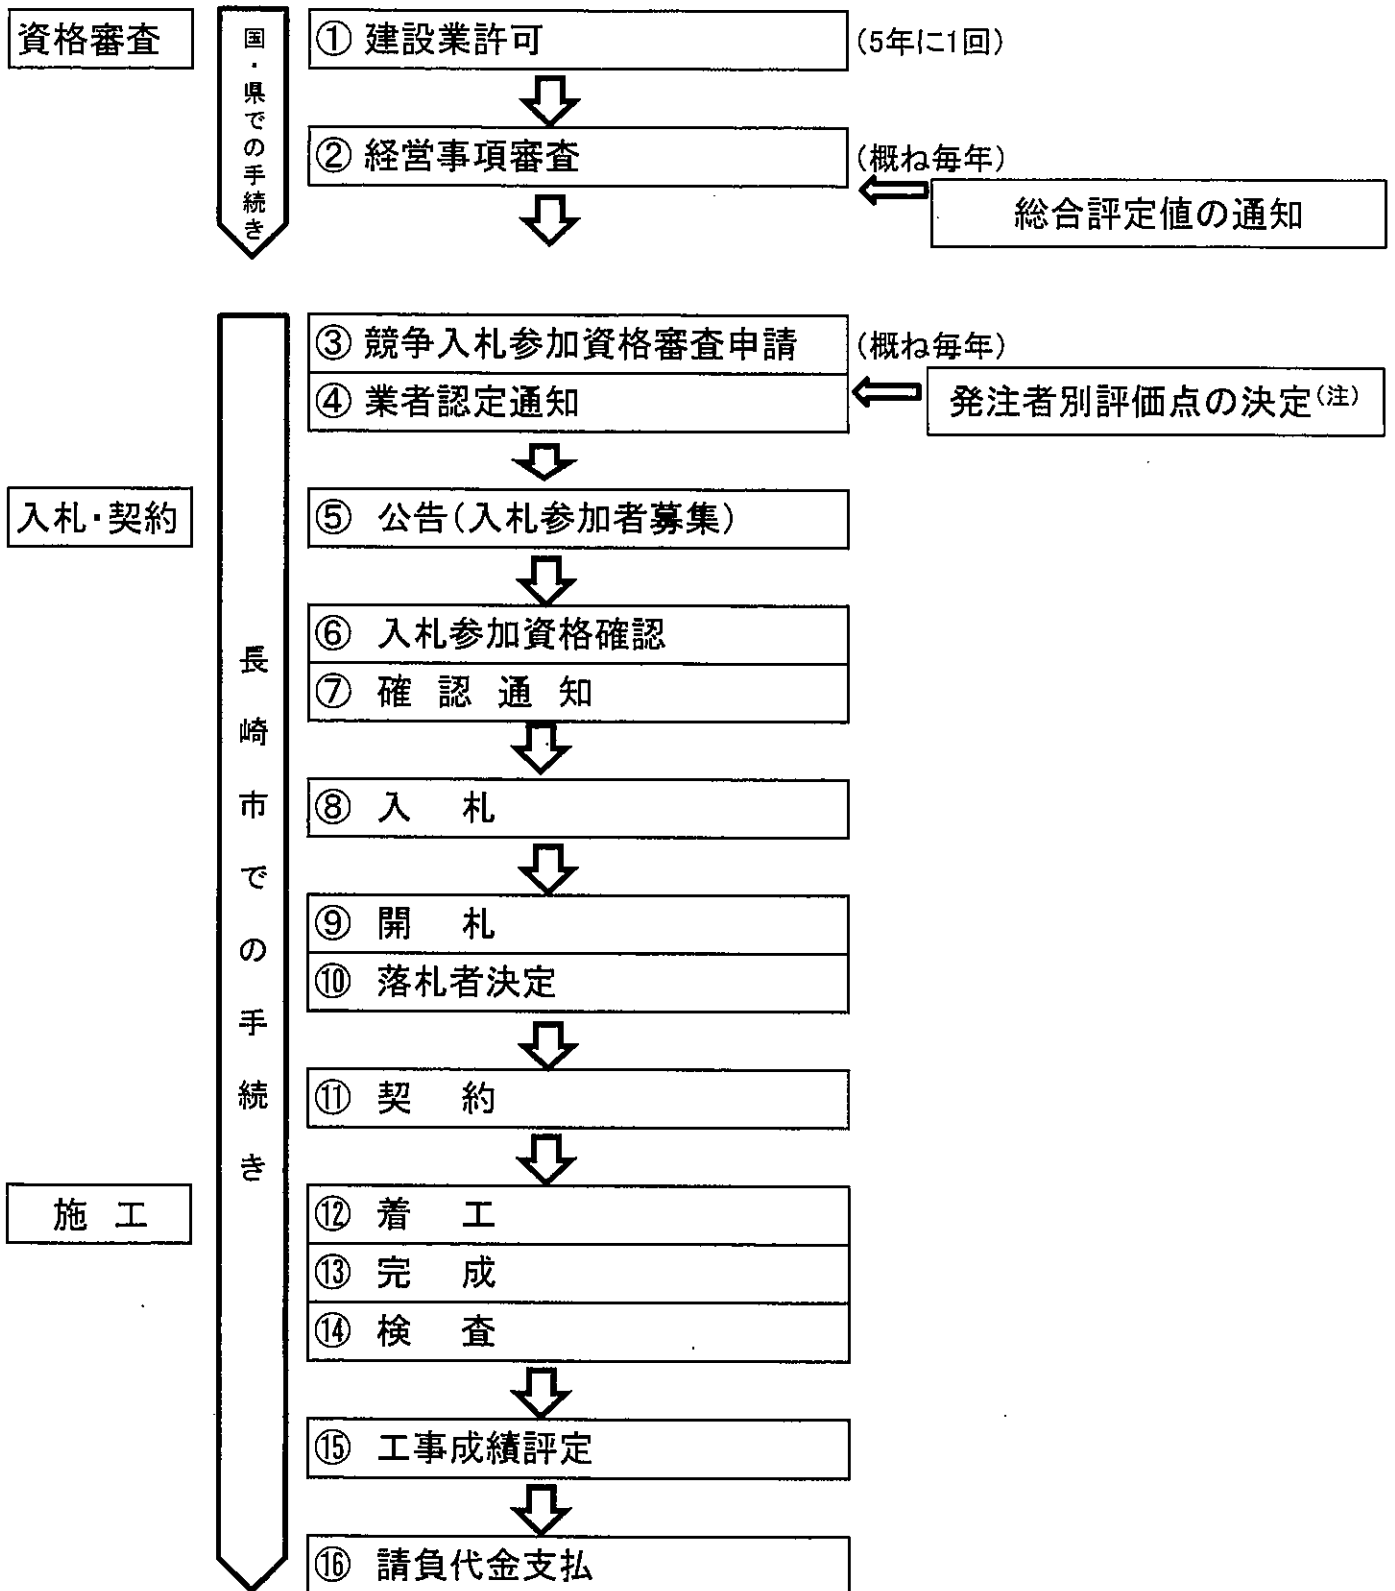 資格審査
国・県での手続き
① 建設業許可
(5年に1回)
② 経営事項審査
(概ね毎年)
総合評定値の通知
長崎市での手続き
③ 競争入札参加資格審査申請
(概ね毎年)
④ 業者認定通知
発注者別評価点の決定(注)
入札・契約
⑤ 公告(入札参加者募集)
⑥ 入札参加資格確認
⑦ 確認通知
⑧ 入札
⑨ 開札
⑩ 落札者決定
⑪ 契約
施工
⑫ 着工
⑬ 完成
⑭ 検査
⑮ 工事成績評定
⑯ 請負代金支払